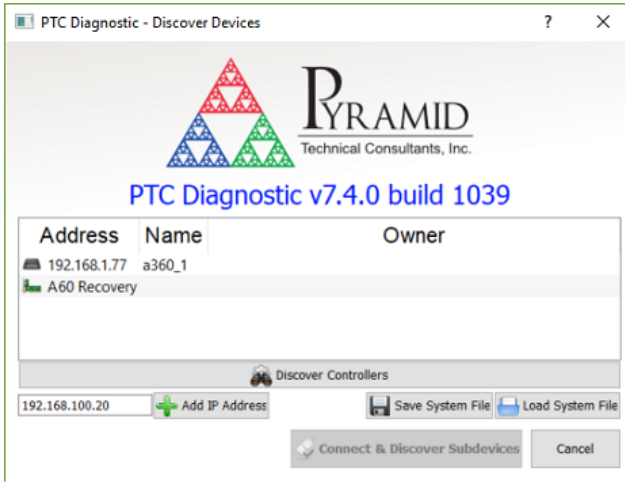 PTC Diagnostic - Discover Devices
PYRAMID
Technical Consultants, Inc.
PTC Diagnostic v7.4.0 build 1039
Address Name Owner
192.168.1.77 a360_1
A60 Recovery
Discover Controllers
192.168.100.20 Add IP Address Save System File Load System File
Connect & Discover Subdevices Cancel